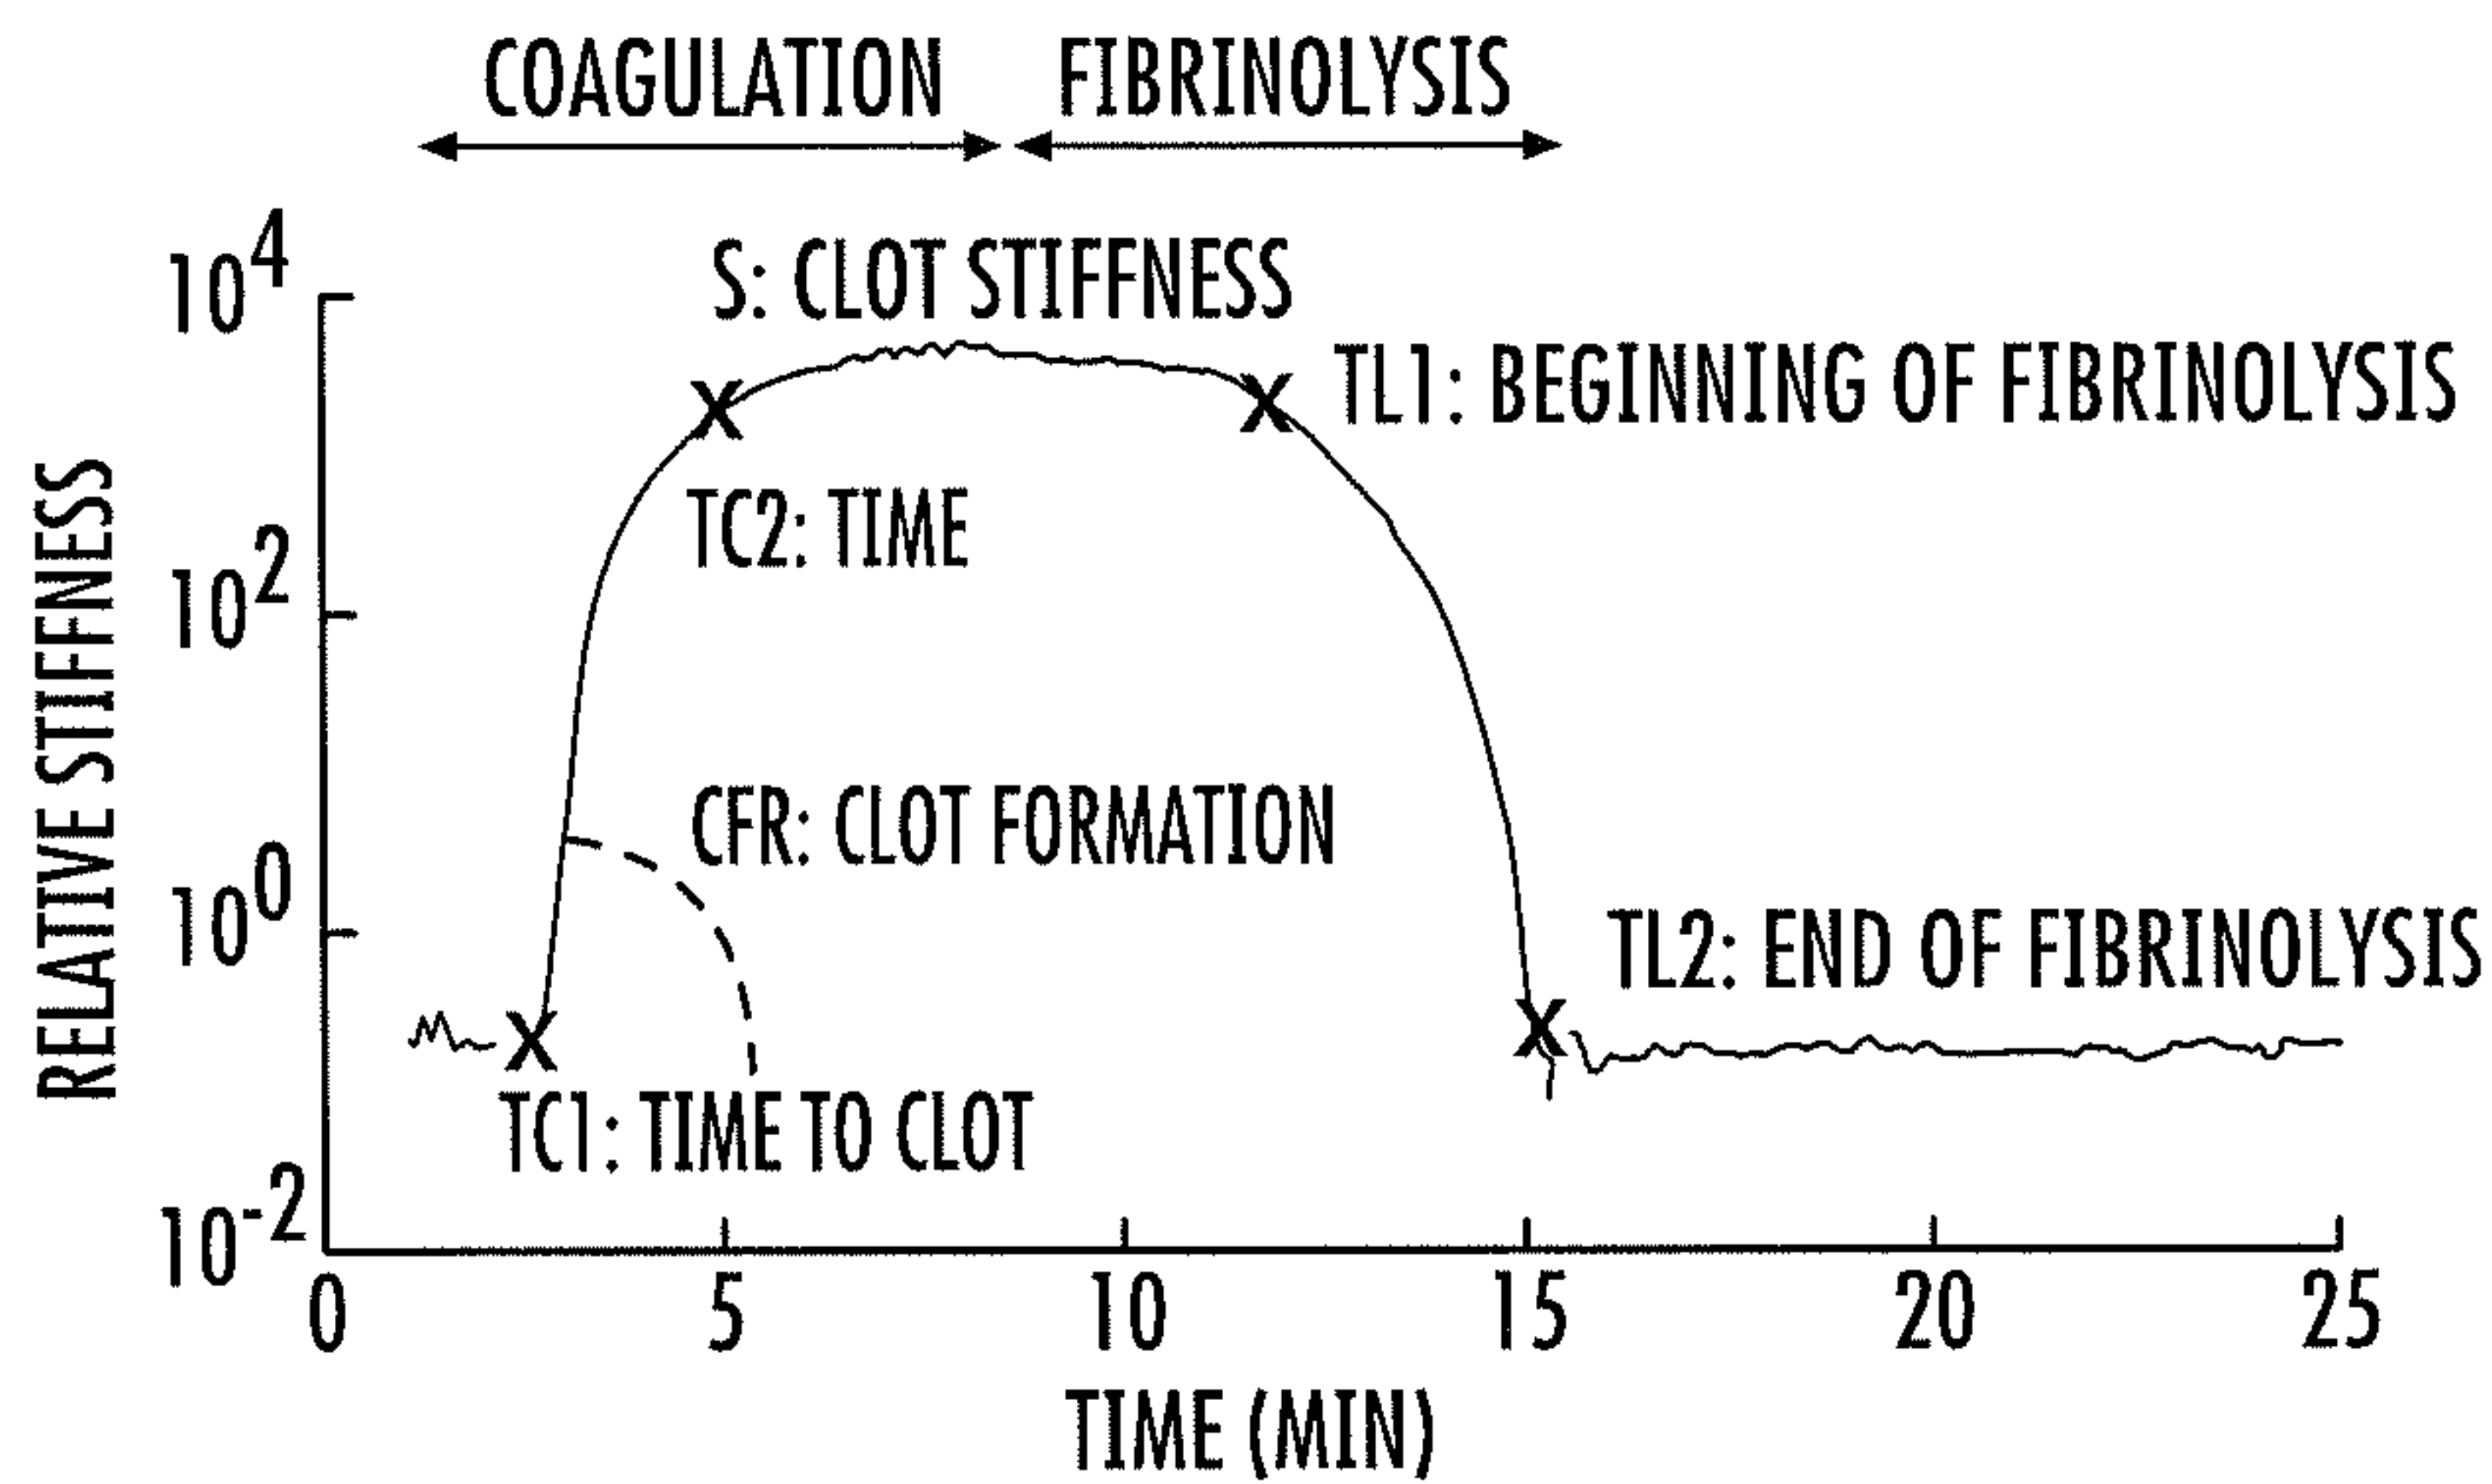 COAGULATION FIBRINOLYSIS
10^4
S: CLOT STIFFNESS
TL1: BEGINNING OF FIBRINOLYSIS
TC2: TIME
10^2
RELATIVE STIFFNESS
CFR: CLOT FORMATION
10^0
TL2: END OF FIBRINOLYSIS
TC1: TIME TO CLOT
10^-2
0 5 10 15 20 25
TIME (MIN)